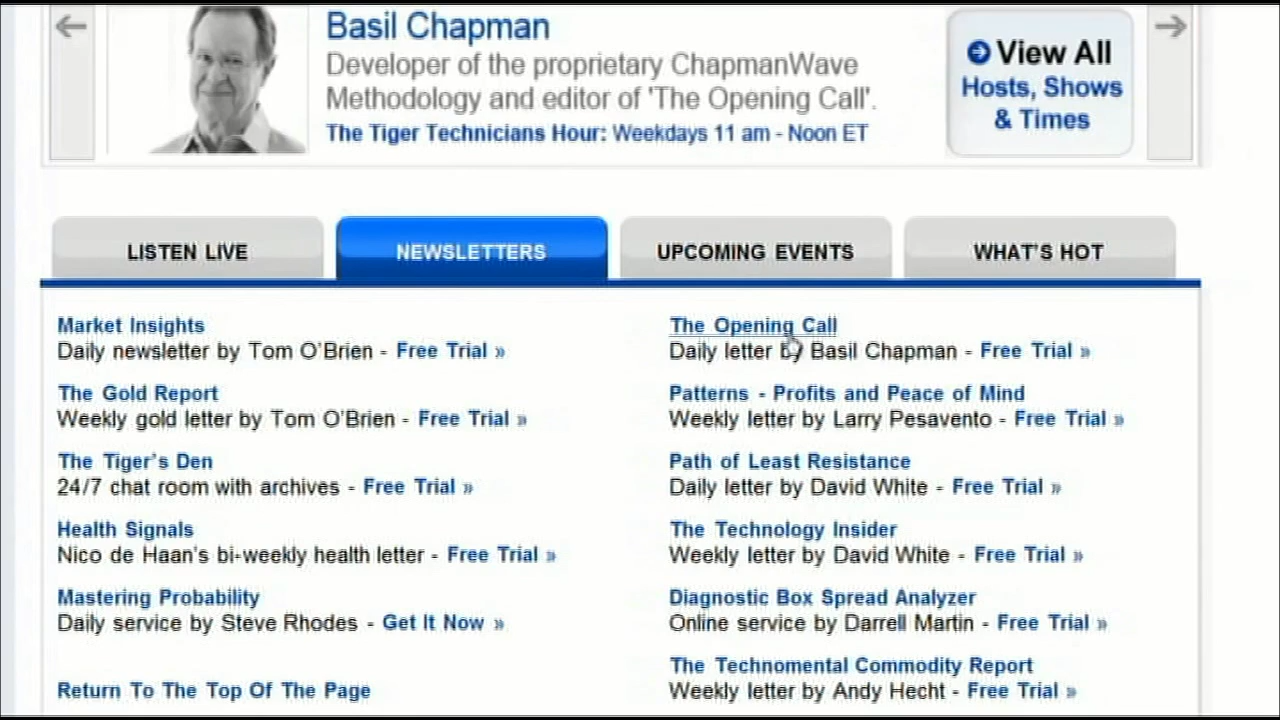 Basil Chapman
Developer of the proprietary ChapmanWave
Methodology and editor of 'The Opening Call'.
The Tiger Technicians Hour: Weekdays 11 am - Noon ET
View All
Hosts, Shows
& Times
LISTEN LIVE
NEWSLETTERS
UPCOMING EVENTS
WHAT'S HOT
Market Insights
Daily newsletter by Tom O'Brien - Free Trial »
The Gold Report
Weekly gold letter by Tom O'Brien - Free Trial »
The Tiger's Den
24/7 chat room with archives - Free Trial »
Health Signals
Nico de Haan's bi-weekly health letter - Free Trial »
Mastering Probability
Daily service by Steve Rhodes - Get It Now »
Return To The Top Of The Page
The Opening Call
Daily letter by Basil Chapman - Free Trial »
Patterns - Profits and Peace of Mind
Weekly letter by Larry Pesavento - Free Trial »
Path of Least Resistance
Daily letter by David White - Free Trial »
The Technology Insider
Weekly letter by David White - Free Trial »
Diagnostic Box Spread Analyzer
Online service by Darrell Martin - Free Trial »
The Technomental Commodity Report
Weekly letter by Andy Hecht - Free Trial »